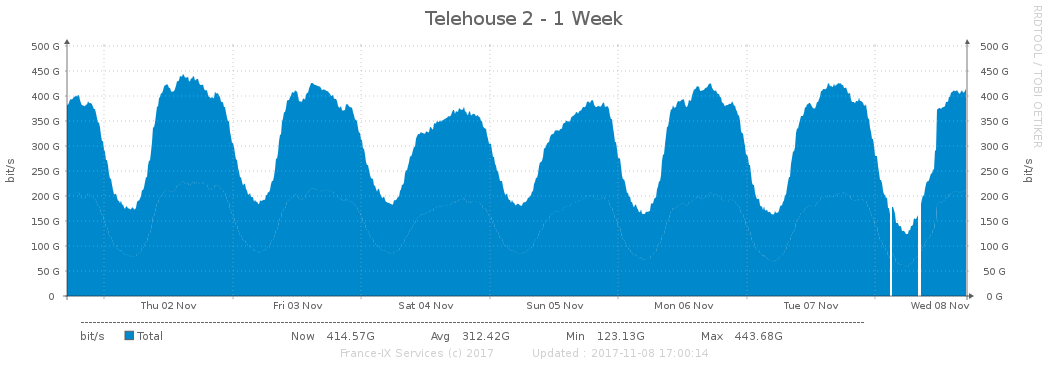 Telehouse 2 - 1 Week
RRDTOOL / TOBI OETIKER
500 G 500 G
450 G 450 G
400 G 400 G
350 G 350 G
300 G 300 G
250 G 250 G
200 G 200 G
150 G 150 G
100 G 100 G
50 G 50 G
0 0 G
bit/s bit/s
Thu 02 Nov Fri 03 Nov Sat 04 Nov Sun 05 Nov Mon 06 Nov Tue 07 Nov Wed 08 Nov
bit/s Total Now 414.57G Avg 312.42G Min 123.13G Max 443.68G
France-IX Services (c) 2017 Updated : 2017-11-08 17:00:14